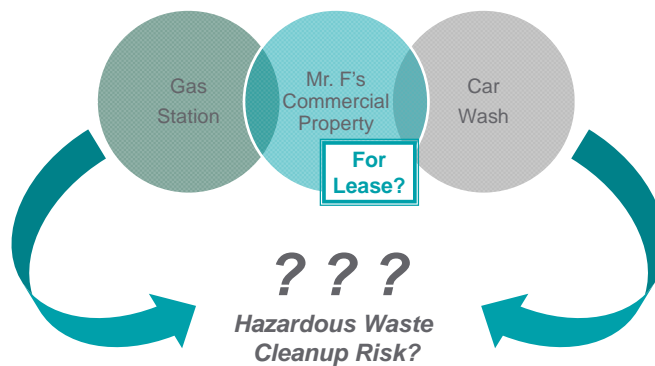 Gas
Station
Mr. F's
Commercial
Property
Car
Wash
For
Lease?
? ? ?
Hazardous Waste
Cleanup Risk?